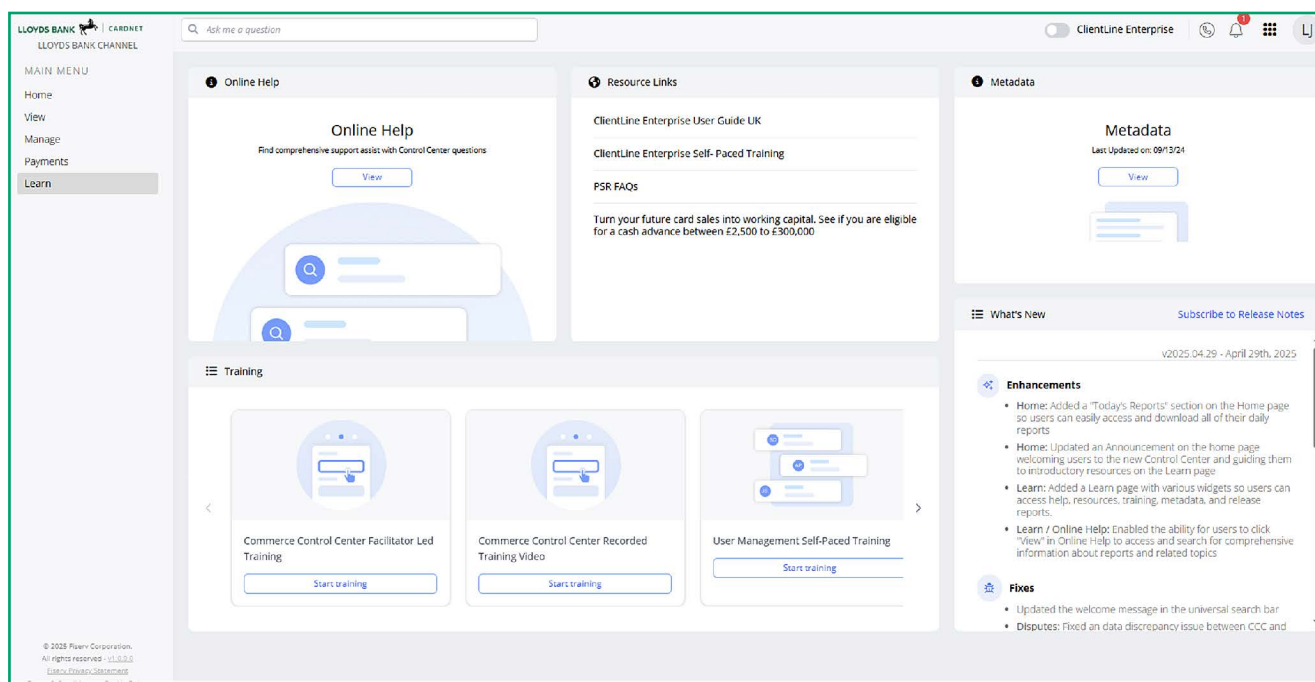 LLOYDS BANK | CARDNET
LLOYDS BANK CHANNEL
Ask me a question
ClientLine Enterprise
1
LJ
MAIN MENU
Home
View
Manage
Payments
Learn
Online Help
Online Help
Find comprehensive support assist with Control Center questions
View
Resource Links
ClientLine Enterprise User Guide UK
ClientLine Enterprise Self- Paced Training
PSR FAQs
Turn your future card sales into working capital. See if you are eligible
for a cash advance between £2,500 to £300,000
Metadata
Metadata
Last Updated on: 09/13/24
View
Training
Commerce Control Center Facilitator Led
Training
Start training
Commerce Control Center Recorded
Training Video
Start training
User Management Self-Paced Training
Start training
What's New
Subscribe to Release Notes
v2025.04.29 - April 29th, 2025
Enhancements
• Home: Added a "Today's Reports" section on the Home page
so users can easily access and download all of their daily
reports
• Home: Updated an Announcement on the home page
welcoming users to the new Control Center and guiding them
to introductory resources on the Learn page
• Learn: Added a Learn page with various widgets so users can
access help, resources, training, metadata, and release
reports.
• Learn / Online Help: Enabled the ability for users to click
"View" in Online Help to access and search for comprehensive
information about reports and related topics
Fixes
• Updated the welcome message in the universal search bar
• Disputes: Fixed an data discrepancy issue between CCC and
© 2025 Fiserv Corporation.
All rights reserved - v1.0.0.0
Fiserv Privacy Statement